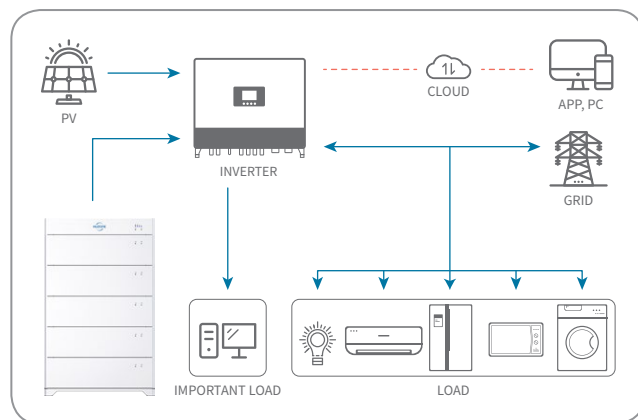 PV
INVERTER
CLOUD
APP, PC
GRID
IMPORTANT LOAD
LOAD